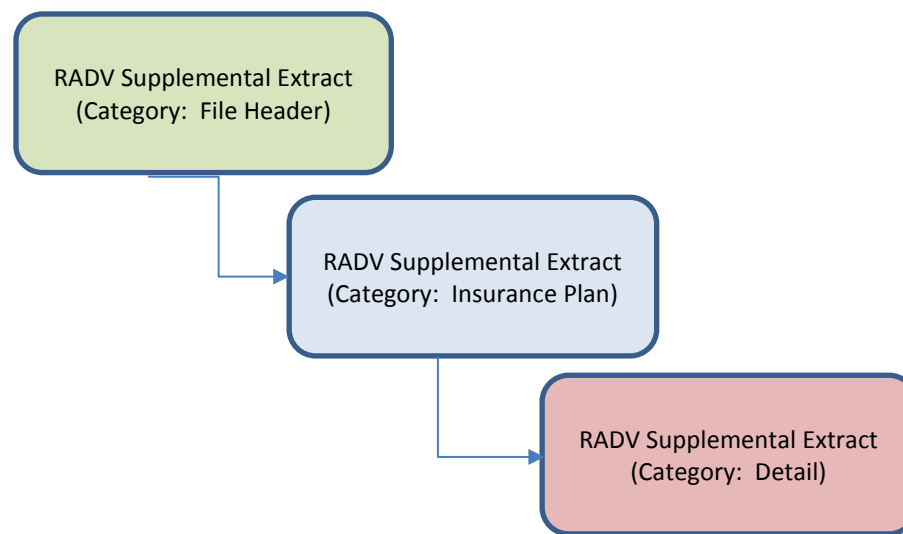 RADV Supplemental Extract
(Category:  File Header)
RADV Supplemental Extract
(Category:  Insurance Plan)
RADV Supplemental Extract
(Category:  Detail)